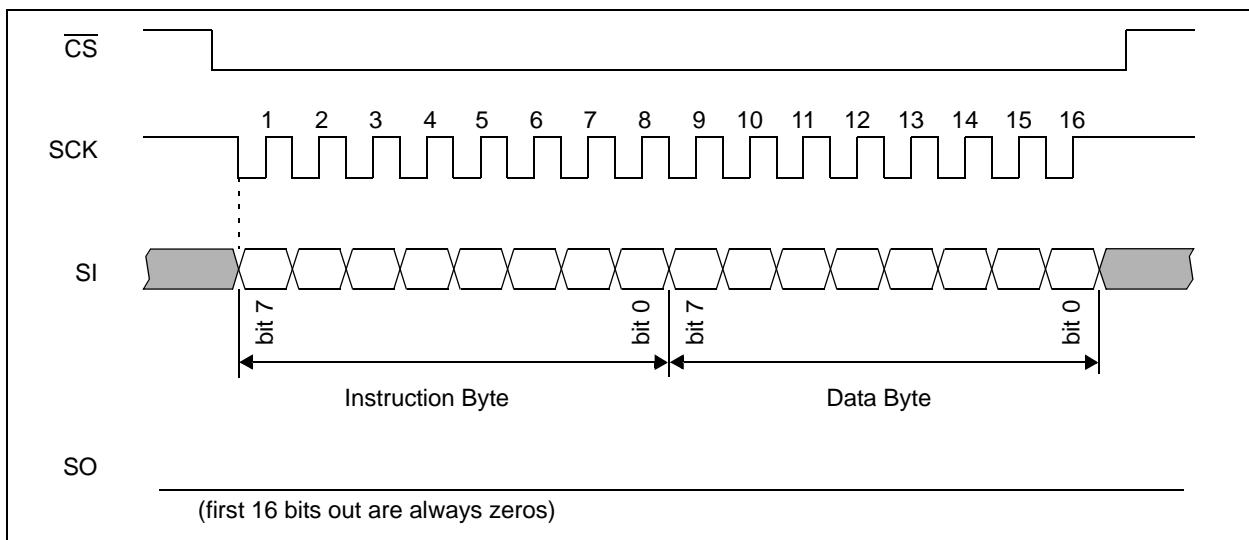 CS
1 2 3 4 5 6 7 8 9 10 11 12 13 14 15 16
SCK
SI
bit 7 bit 0 bit 7 bit 0
Instruction Byte Data Byte
SO
(first 16 bits out are always zeros)